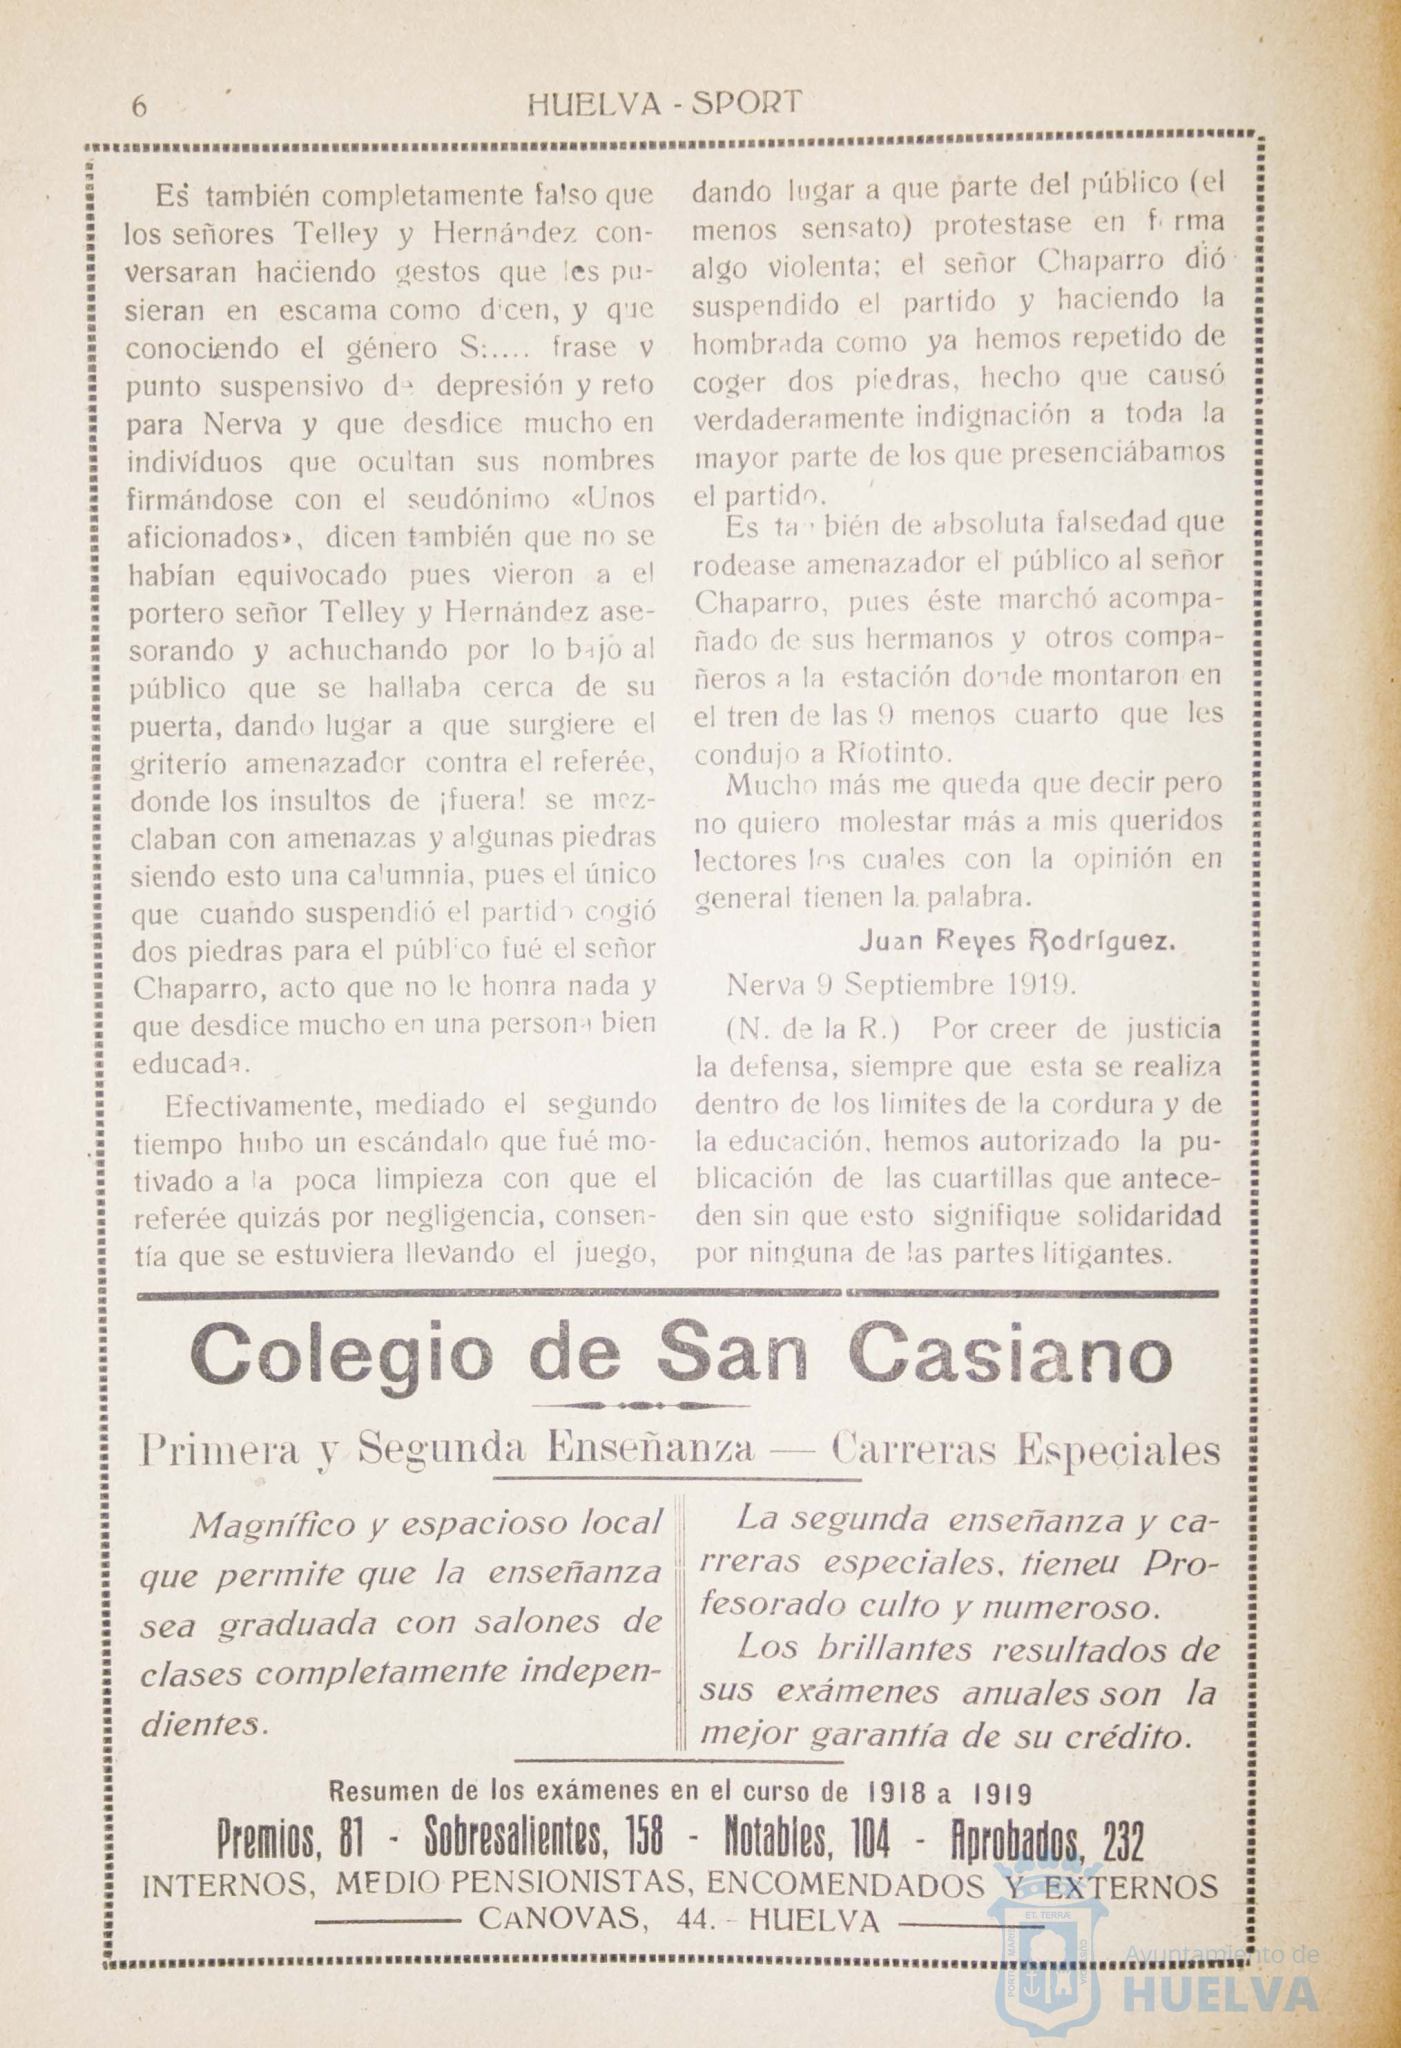 6
HUELVA - SPORT
Es también completamente falso que
los señores Telley y Hernández con-
versaran haciendo gestos que les pu-
sieran en escama como dicen, y que
conociendo el género S:.... frase y
punto suspensivo de depresión y reto
para Nerva y que desdice mucho en
indivíduos que ocultan sus nombres
firmándose con el seudónimo «Unos
aficionados», dicen también que no se
habían equivocado pues vieron a el
portero señor Telley y Hernández ase-
sorando y achuchando por lo bajo al
público que se hallaba cerca de su
puerta, dando lugar a que surgiere el
griterío amenazador contra el referée,
donde los insultos de ¡fuera! se mez-
claban con amenazas y algunas piedras
siendo esto una calumnia, pues el único
que cuando suspendió el partido cogió
dos piedras para el público fué el señor
Chaparro, acto que no le honra nada y
que desdice mucho en una persona bien
educada.
Efectivamente, mediado el segundo
tiempo hubo un escándalo que fué mo-
tivado a la poca limpieza con que el
referée quizás por negligencia, consen-
tía que se estuviera llevando el juego,
dando lugar a que parte del público (el
menos sensato) protestase en forma
algo violenta; el señor Chaparro dió
suspendido el partido y haciendo la
hombrada como ya hemos repetido de
coger dos piedras, hecho que causó
verdaderamente indignación a toda la
mayor parte de los que presenciábamos
el partido.
Es también de absoluta falsedad que
rodease amenazador el público al señor
Chaparro, pues éste marchó acompa-
ñado de sus hermanos y otros compa-
ñeros a la estación donde montaron en
el tren de las 9 menos cuarto que les
condujo a Ríotinto.
Mucho más me queda que decir pero
no quiero molestar más a mis queridos
lectores los cuales con la opinión en
general tienen la palabra.
Juan Reyes Rodríguez.
Nerva 9 Septiembre 1919.
(N. de la R.) Por creer de justicia
la defensa, siempre que esta se realiza
dentro de los limites de la cordura y de
la educación, hemos autorizado la pu-
blicación de las cuartillas que antece-
den sin que esto signifique solidaridad
por ninguna de las partes litigantes.
Colegio de San Casiano
Primera y Segunda Enseñanza — Carreras Especiales
Magnífico y espacioso local
que permite que la enseñanza
sea graduada con salones de
clases completamente indepen-
dientes.
La segunda enseñanza y ca-
rreras especiales, tieneu Pro-
fesorado culto y numeroso.
Los brillantes resultados de
sus exámenes anuales son la
mejor garantía de su crédito.
Resumen de los exámenes en el curso de 1918 a 1919
Premios, 81 - Sobresalientes, 158 - Notables, 104 - Aprobados, 232
INTERNOS, MEDIO PENSIONISTAS, ENCOMENDADOS Y EXTERNOS
CANOVAS, 44. - HUELVA
PORTUS MARIS ET. TERRÆ CUSTODIA
Ayuntamiento de
HUELVA